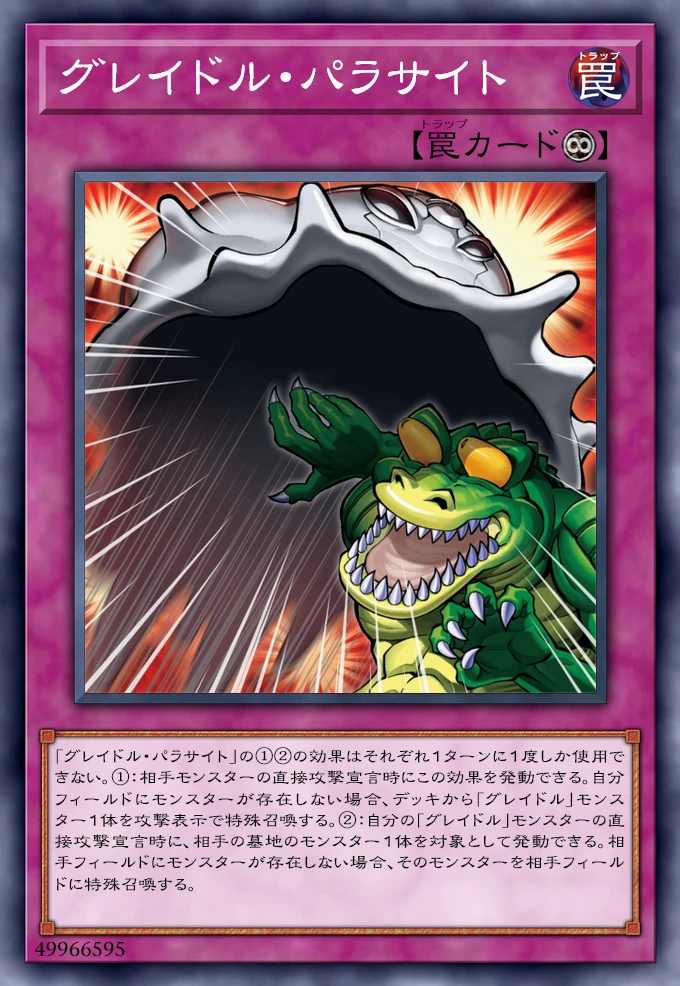 グレイドル・パラサイト
トラップ
罠
トラップ
【罠カード∞】
「グレイドル・パラサイト」の①②の効果はそれぞれ1ターンに1度しか使用で
きない。①:相手モンスターの直接攻撃宣言時にこの効果を発動できる。自分
フィールドにモンスターが存在しない場合、デッキから「グレイドル」モンス
ター1体を攻撃表示で特殊召喚する。②:自分の「グレイドル」モンスターの直
接攻撃宣言時に、相手の墓地のモンスター1体を対象として発動できる。相
手フィールドにモンスターが存在しない場合、そのモンスターを相手フィール
ドに特殊召喚する。
49966595